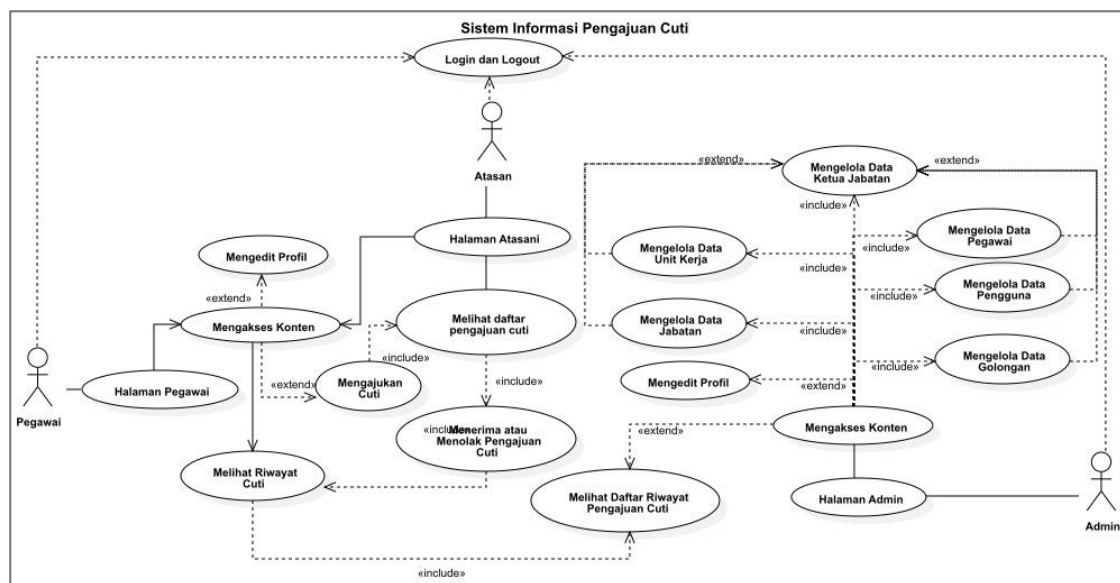 Sistem Informasi Pengajuan Cuti
Login dan Logout
Atasan
«extend»
Mengelola Data
Ketua Jabatan
«extend»
«include»
«include»
Mengelola Data
Pegawai
Halaman Atasani
Mengelola Data
Unit Kerja
«include»
«include»
Mengelola Data
Pengguna
Mengedit Profil
«extend»
Mengakses Konten
Melihat daftar
pengajuan cuti
Mengelola Data
Jabatan
«include»
«include»
Mengelola Data
Golongan
«include»
Pegawai
Halaman Pegawai
«extend»
Mengajukan
Cuti
«include»
Mengedit Profil
«extend»
«include»
Menerima atau
Menolak Pengajuan
Cuti
«extend»
Mengakses Konten
Melihat Riwayat
Cuti
Melihat Daftar Riwayat
Pengajuan Cuti
Halaman Admin
Admin
«include»